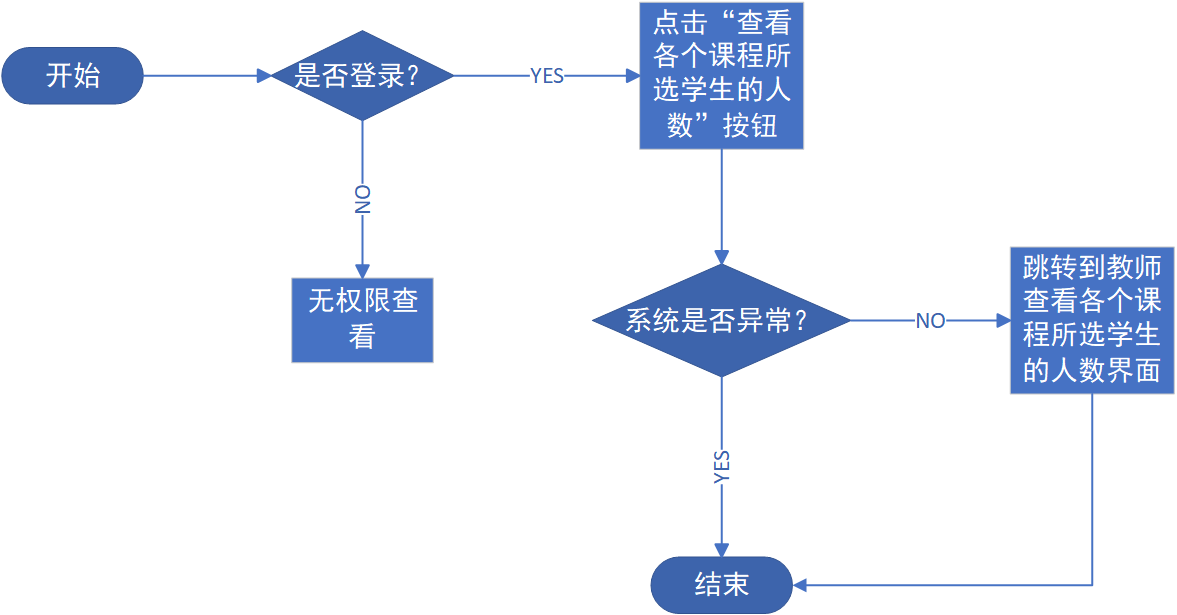 开始
是否登录？
YES
点击“查看
各个课程所
选学生的人
数”按钮
NO
无权限查
看
系统是否异常？
NO
跳转到教师
查看各个课
程所选学生
的人数界面
YES
结束